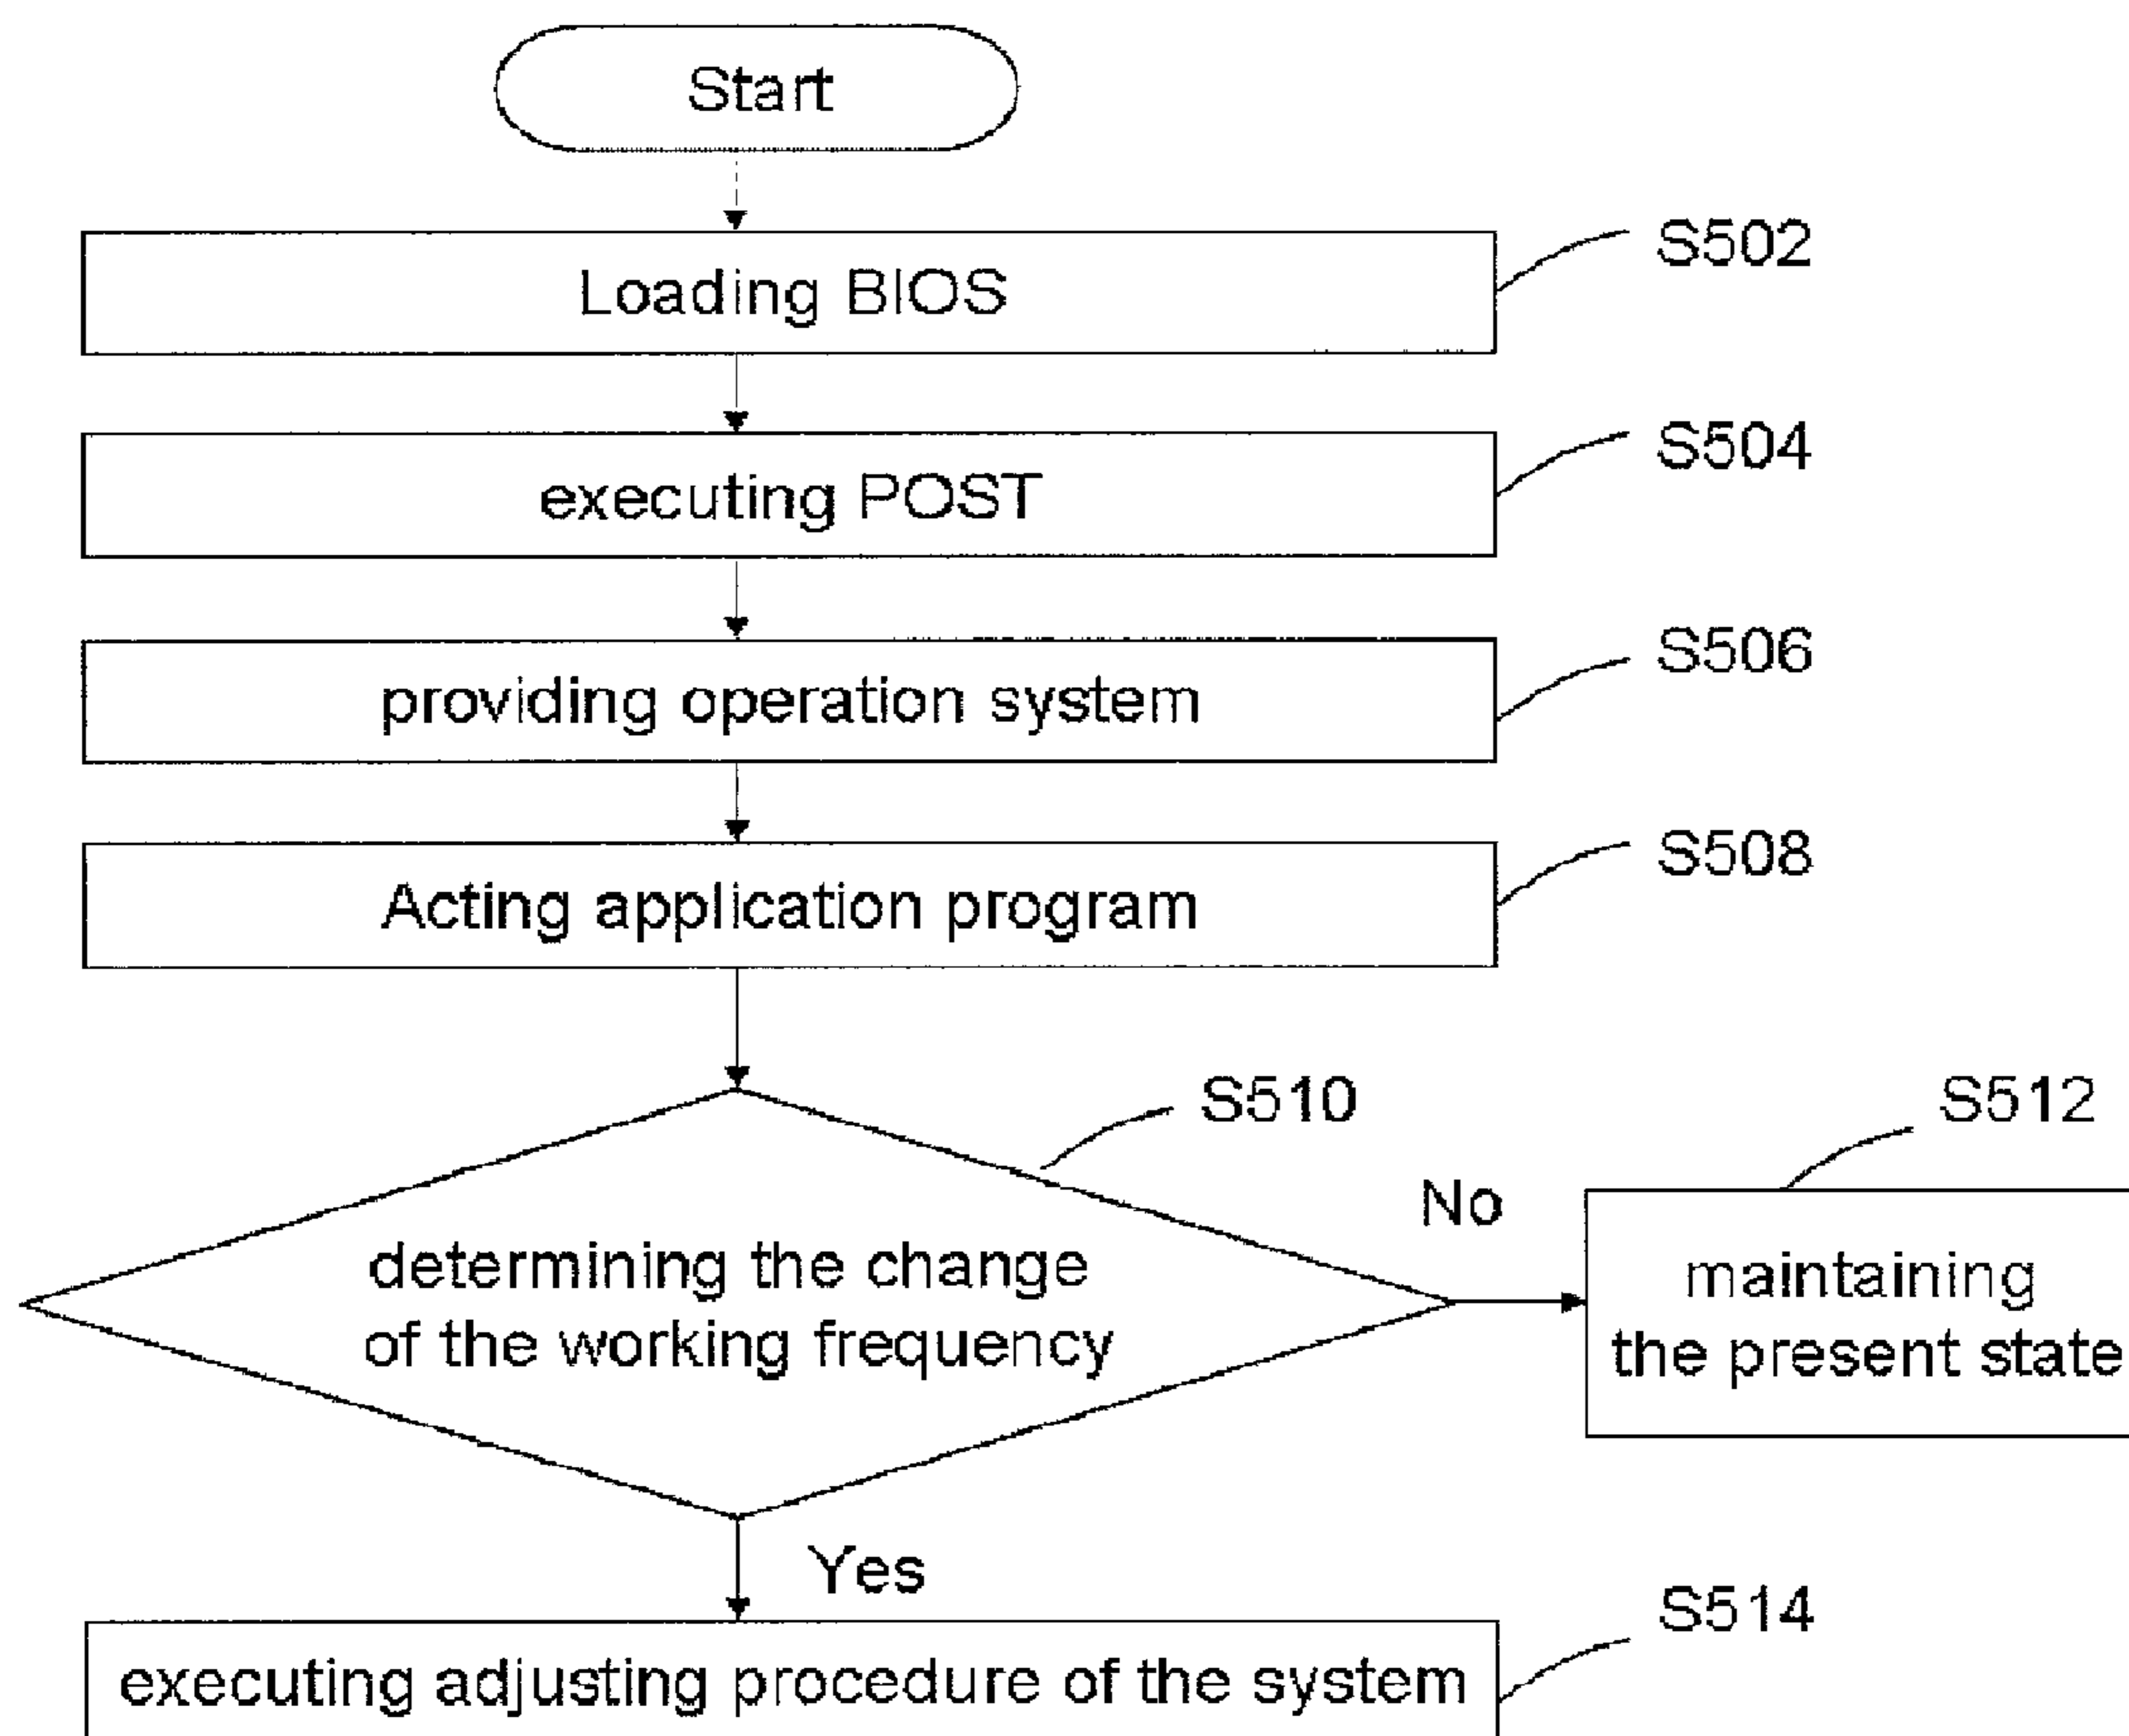 Start
Loading BIOS
S502
executing POST
S504
providing operation system
S506
Acting application program
S508
S510
S512
determining the change
of the working frequency
No
maintaining
the present state
Yes
executing adjusting procedure of the system
S514